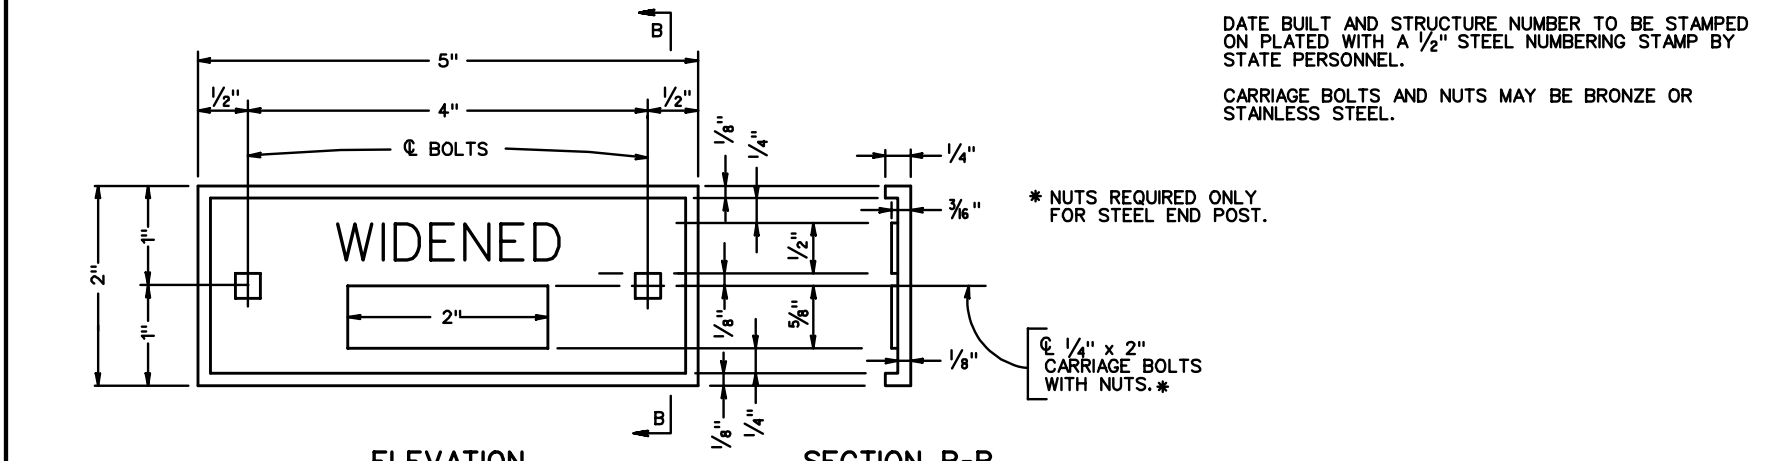 B
DATE BUILT AND STRUCTURE NUMBER TO BE STAMPED
ON PLATED WITH A 1/2" STEEL NUMBERING STAMP BY
STATE PERSONNEL.
CARRIAGE BOLTS AND NUTS MAY BE BRONZE OR
STAINLESS STEEL.
5"
1/2"
4"
1/2"
℄ BOLTS
1/8"
1/4"
1/4"
3/16"
* NUTS REQUIRED ONLY
FOR STEEL END POST.
WIDENED
1"
2"
1"
1/2"
2"
1/8"
5/8"
1/8"
℄ 1/4" x 2"
CARRIAGE BOLTS
WITH NUTS. *
B
1/8"
1/4"
ELEVATION
SECTION B-B